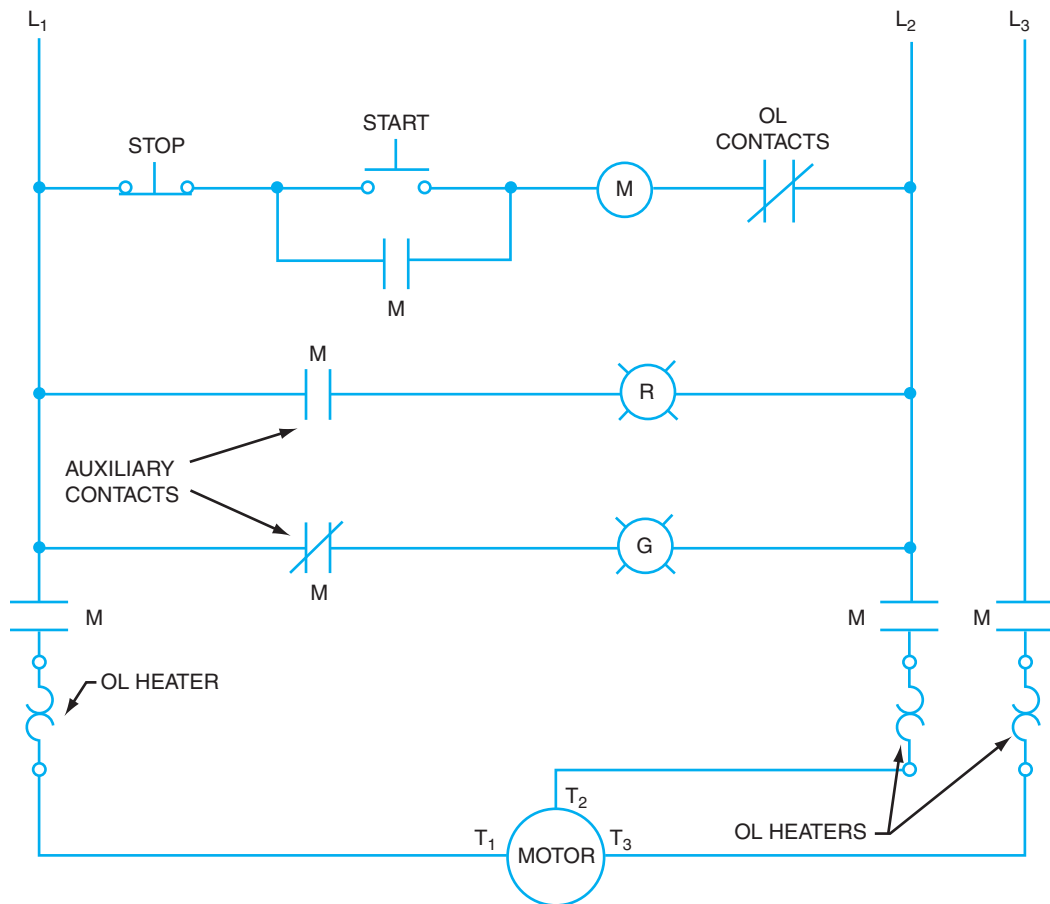 L1
L2
L3
STOP
START
OL
CONTACTS
M
M
M
R
AUXILIARY
CONTACTS
G
M
M
M
M
OL HEATER
T2
T1
MOTOR
T3
OL HEATERS